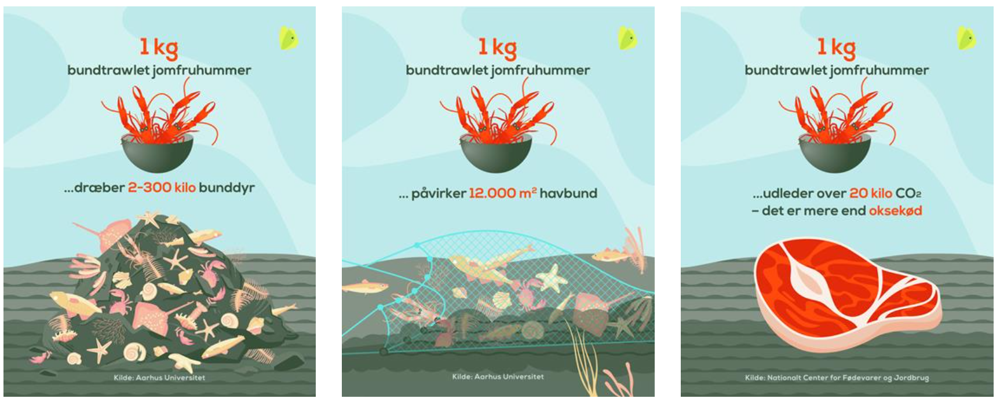 1 kg
bundtrawlet jomfruhummer
...dræber 2-300 kilo bunddyr
Kilde: Aarhus Universitet
1 kg
bundtrawlet jomfruhummer
... påvirker 12.000 m² havbund
Kilde: Aarhus Universitet
1 kg
bundtrawlet jomfruhummer
...udleder over 20 kilo CO₂
– det er mere end oksekød
Kilde: Nationalt Center for Fødevarer og Jordbrug